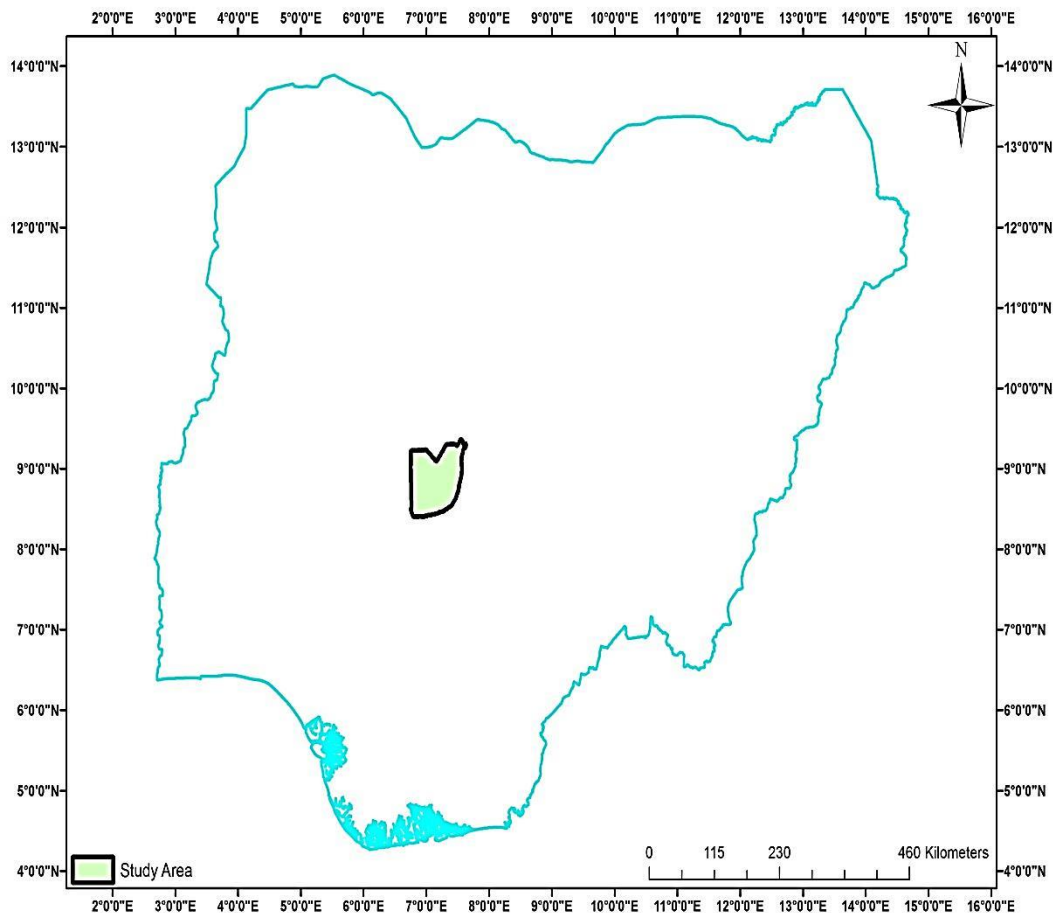 2°0'0"E 3°0'0"E 4°0'0"E 5°0'0"E 6°0'0"E 7°0'0"E 8°0'0"E 9°0'0"E 10°0'0"E 11°0'0"E 12°0'0"E 13°0'0"E 14°0'0"E 15°0'0"E 16°0'0"E
N
14°0'0"N 14°0'0"N
13°0'0"N 13°0'0"N
12°0'0"N 12°0'0"N
11°0'0"N 11°0'0"N
10°0'0"N 10°0'0"N
9°0'0"N 9°0'0"N
8°0'0"N 8°0'0"N
7°0'0"N 7°0'0"N
6°0'0"N 6°0'0"N
5°0'0"N 5°0'0"N
0 115 230 460 Kilometers
Study Area
4°0'0"N 4°0'0"N
2°0'0"E 3°0'0"E 4°0'0"E 5°0'0"E 6°0'0"E 7°0'0"E 8°0'0"E 9°0'0"E 10°0'0"E 11°0'0"E 12°0'0"E 13°0'0"E 14°0'0"E 15°0'0"E 16°0'0"E